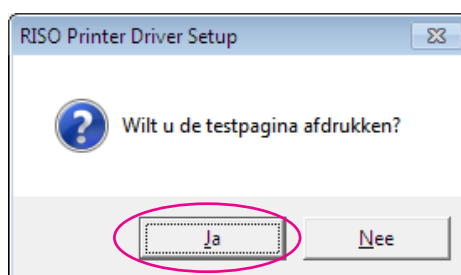 RISO Printer Driver Setup
Wilt u de testpagina afdrukken?
Ja
Nee